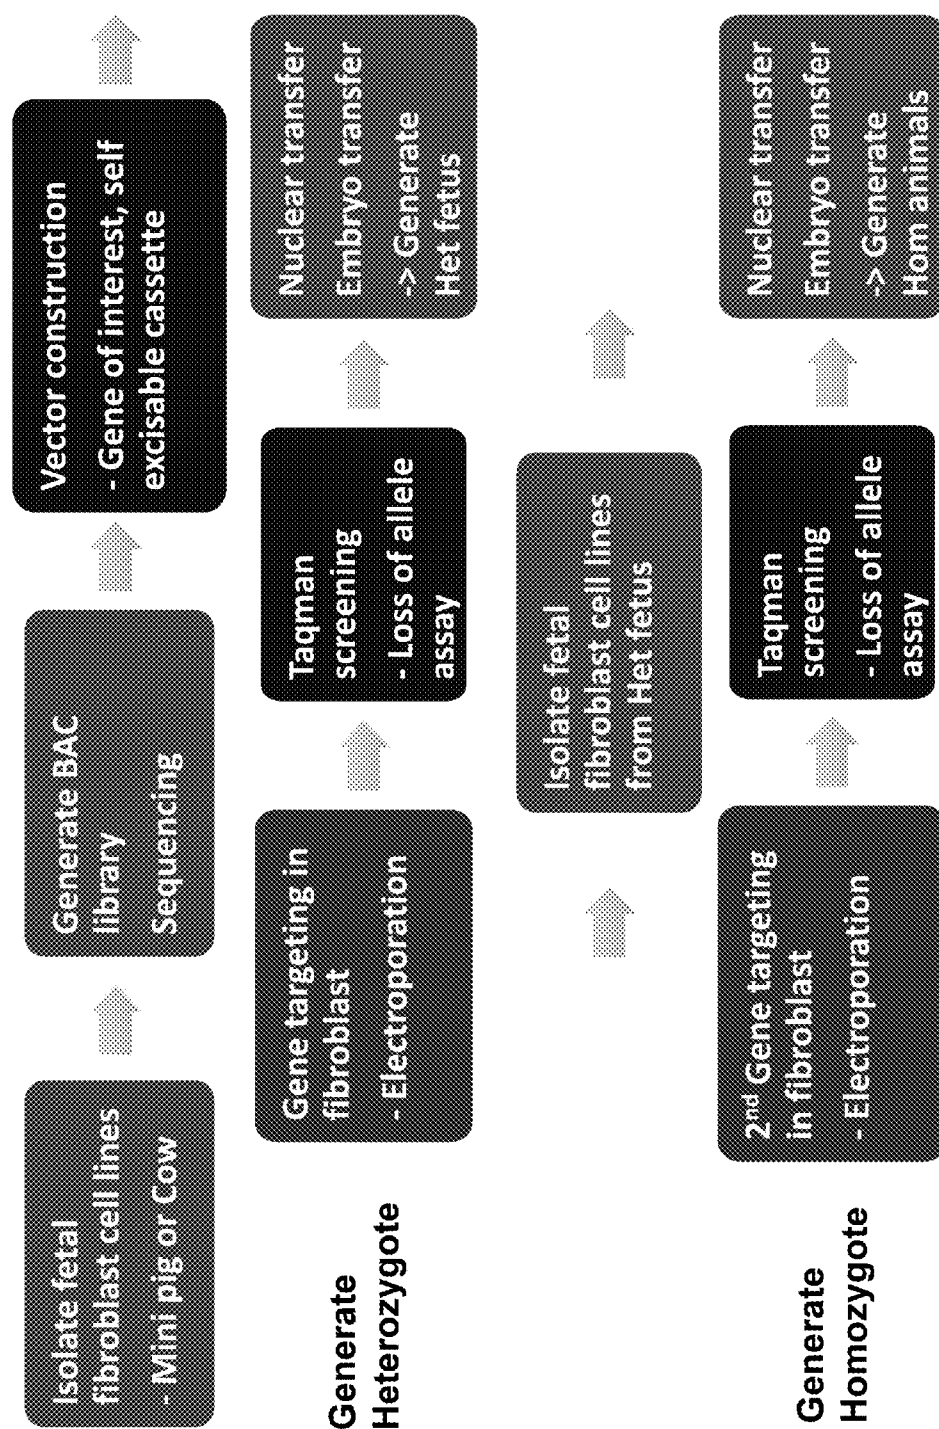 Isolate fetal
fibroblast cell lines
- Mini pig or Cow
Generate BAC
library
Sequencing
Vector construction
- Gene of interest, self
excisable cassette
Generate
Heterozygote
Gene targeting in
fibroblast
- Electroporation
Taqman
screening
- Loss of allele
assay
Nuclear transfer
Embryo transfer
-> Generate
Het fetus
Isolate fetal
fibroblast cell lines
from Het fetus
Generate
Homozygote
2nd Gene targeting
in fibroblast
- Electroporation
Taqman
screening
- Loss of allele
assay
Nuclear transfer
Embryo transfer
-> Generate
Hom animals